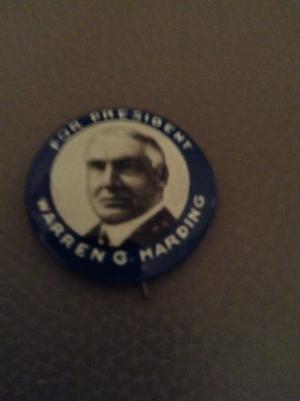 FOR PRESIDENT
WARREN G. HARDING